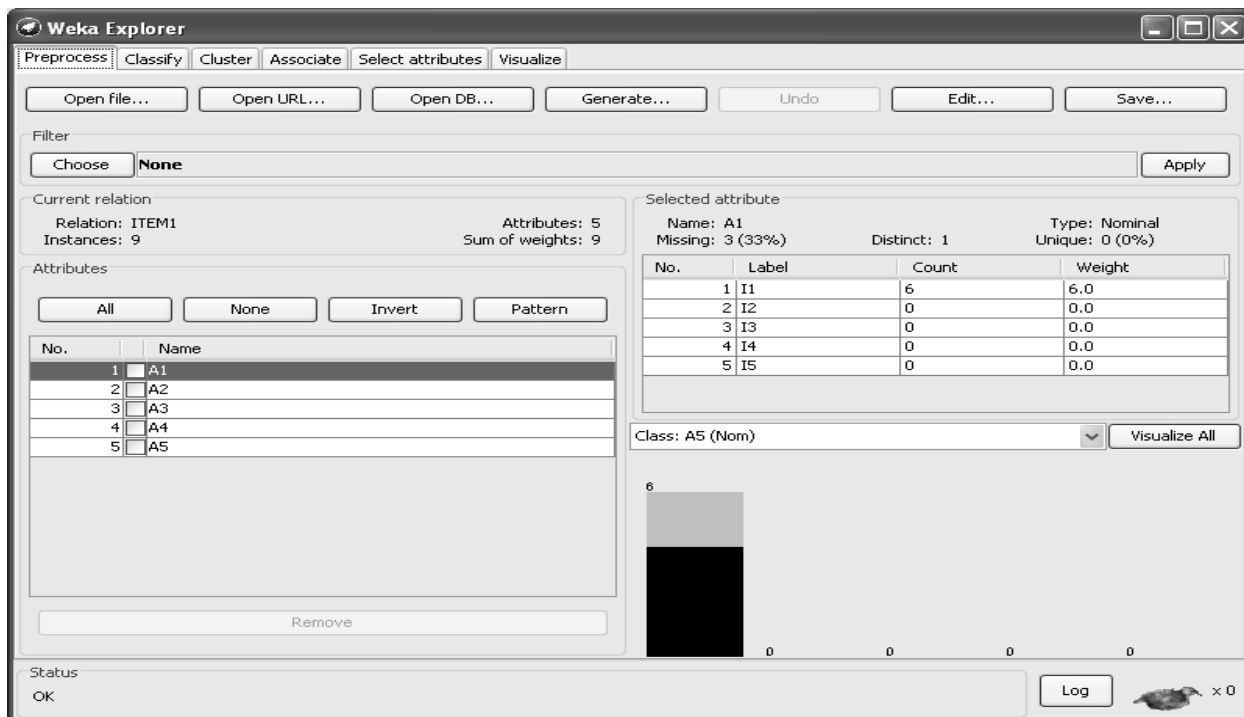 Weka Explorer
Preprocess Classify Cluster Associate Select attributes Visualize
Open file... Open URL... Open DB... Generate... Undo Edit... Save...
Filter
Choose None Apply
Current relation
Relation: ITEM1 Attributes: 5
Instances: 9 Sum of weights: 9
Attributes
All None Invert Pattern
No. Name
1 A1
2 A2
3 A3
4 A4
5 A5
Remove
Selected attribute
Name: A1 Type: Nominal
Missing: 3 (33%) Distinct: 1 Unique: 0 (0%)
No. Label Count Weight
1 I1 6 6.0
2 I2 0 0.0
3 I3 0 0.0
4 I4 0 0.0
5 I5 0 0.0
Class: A5 (Nom) Visualize All
6
0 0 0 0
Status
OK
Log x 0